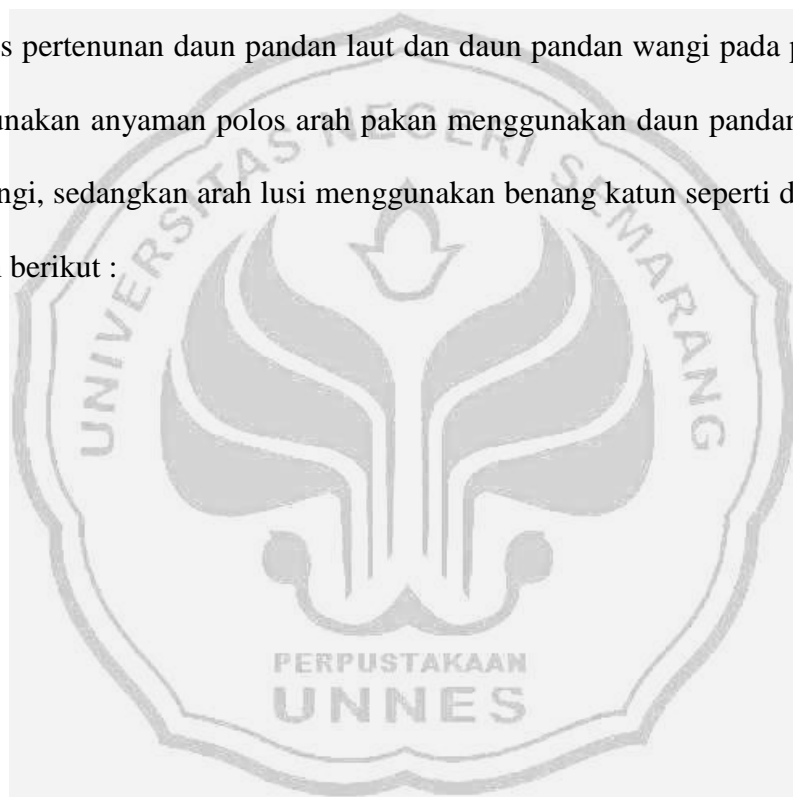 s pertenunan daun pandan laut dan daun pandan wangi pada p
unakan anyaman polos arah pakan menggunakan daun pandan
ngi, sedangkan arah lusi menggunakan benang katun seperti d
berikut :
UNIVERSITAS NEGERI SEMARANG
PERPUSTAKAAN
UNNES